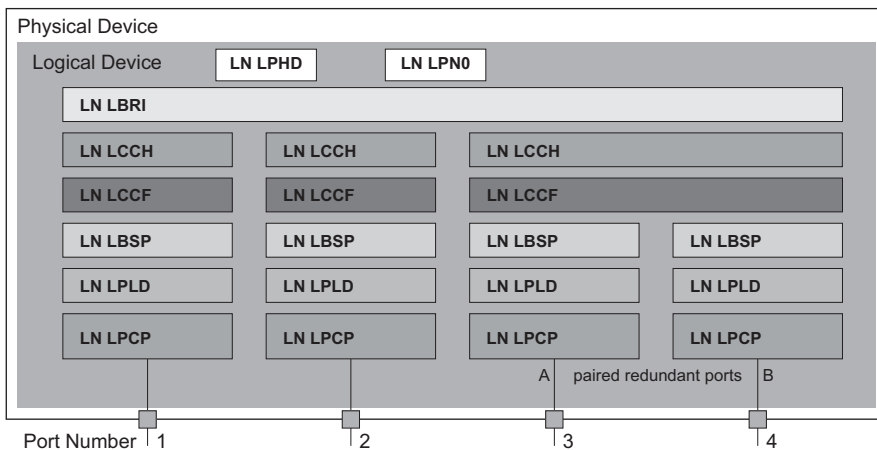 Physical Device
Logical Device LN LPHD LN LPN0
LN LBRI
LN LCCH LN LCCH LN LCCH
LN LCCF LN LCCF LN LCCF
LN LBSP LN LBSP LN LBSP LN LBSP
LN LPLD LN LPLD LN LPLD LN LPLD
LN LPCP LN LPCP LN LPCP LN LPCP
A paired redundant ports B
Port Number 1 2 3 4